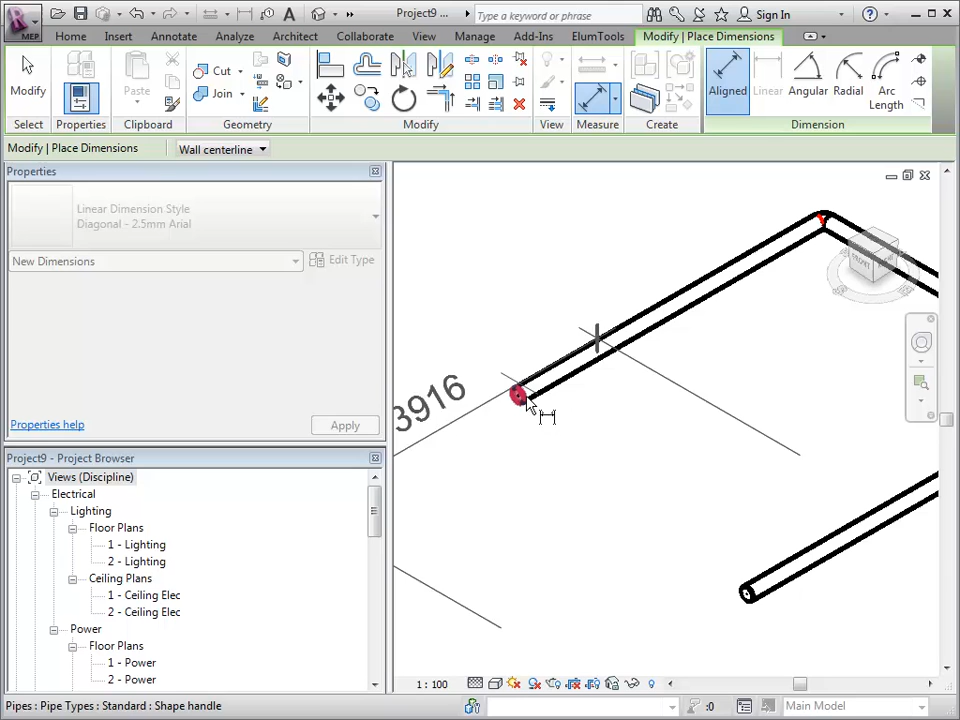 Project9 ...
Type a keyword or phrase
Sign In
MEP
Home
Insert
Annotate
Analyze
Architect
Collaborate
View
Manage
Add-Ins
ElumTools
Modify | Place Dimensions
Modify
Properties
Paste
Cut
Join
Aligned
Linear
Angular
Radial
Arc
Length
Select
Properties
Clipboard
Geometry
Modify
View
Measure
Create
Dimension
Modify | Place Dimensions
Wall centerline
Properties
Linear Dimension Style
Diagonal - 2.5mm Arial
New Dimensions
Edit Type
Properties help
Apply
Project9 - Project Browser
Views (Discipline)
Electrical
Lighting
Floor Plans
1 - Lighting
2 - Lighting
Ceiling Plans
1 - Ceiling Elec
2 - Ceiling Elec
Power
Floor Plans
1 - Power
2 - Power
3916
FRONT
RIGHT
1 : 100
Pipes : Pipe Types : Standard : Shape handle
:0
Main Model